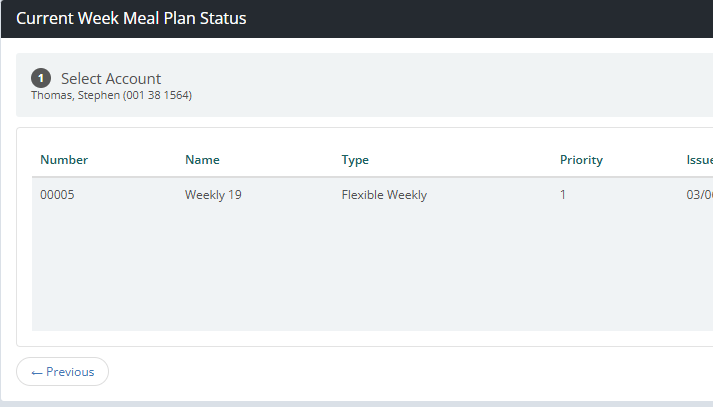 Current Week Meal Plan Status
1 Select Account
Thomas, Stephen (001 38 1564)
Number Name Type Priority Issue
00005 Weekly 19 Flexible Weekly 1 03/0
← Previous